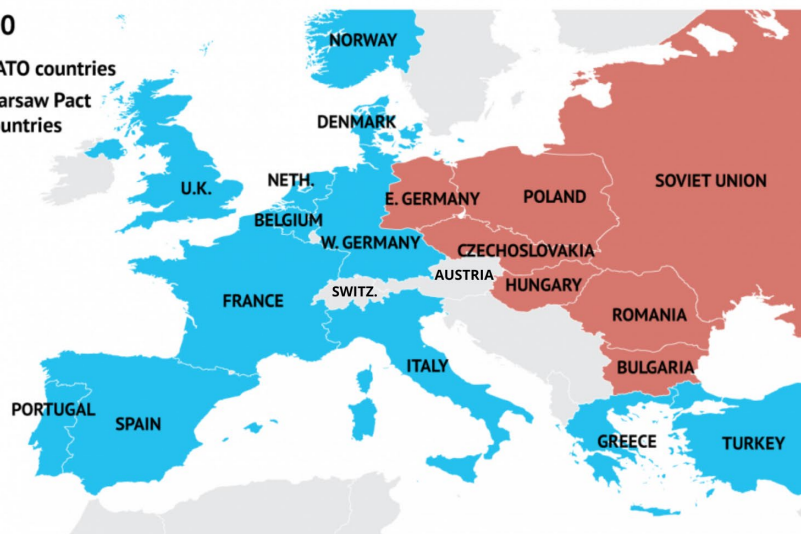 0
ATO countries
arsaw Pact
untries
NORWAY
DENMARK
U.K.
NETH.
E. GERMANY
POLAND
SOVIET UNION
BELGIUM
W. GERMANY
CZECHOSLOVAKIA
AUSTRIA
SWITZ.
HUNGARY
FRANCE
ROMANIA
ITALY
BULGARIA
PORTUGAL
SPAIN
GREECE
TURKEY